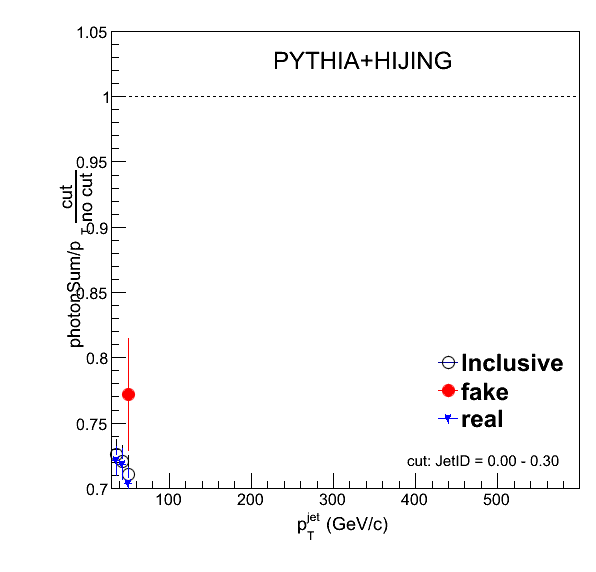 PYTHIA+HIJING
photonSum/p_T cut
no cut
1.05
1
0.95
0.9
0.85
0.8
0.75
0.7
Inclusive
fake
real
cut: JetID = 0.00 - 0.30
100 200 300 400 500
p_T^jet (GeV/c)